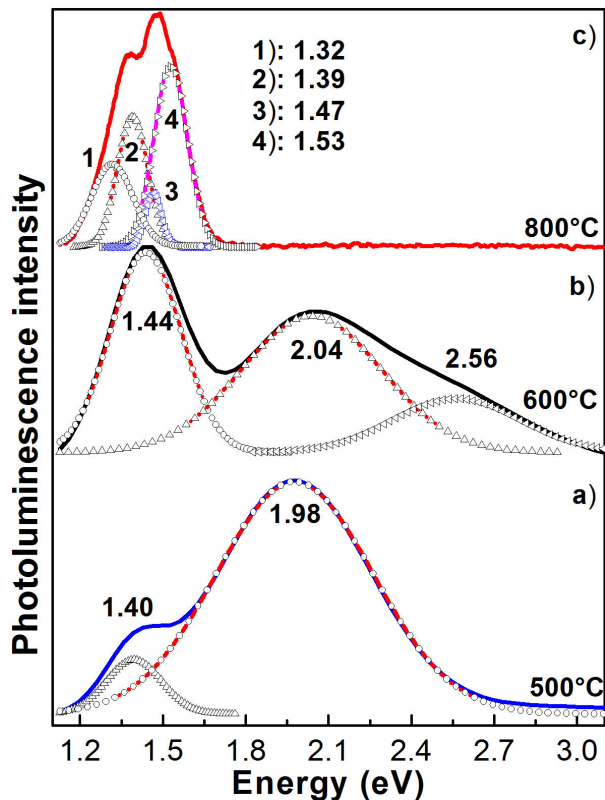 c)
1): 1.32
2): 1.39
3): 1.47
4): 1.53
4
1
2
3
800°C
b)
1.44
2.04
2.56
600°C
a)
1.98
1.40
500°C
1.2 1.5 1.8 2.1 2.4 2.7 3.0
Energy (eV)
Photoluminescence intensity